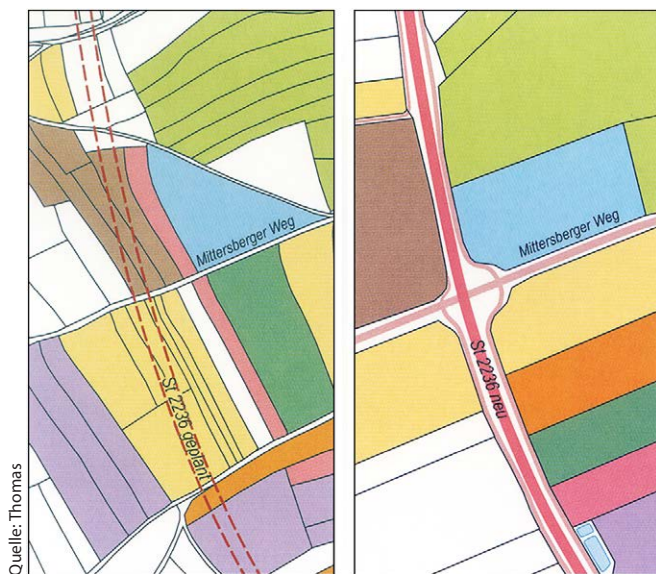 Mittersberger Weg
St 2236 geplant
Quelle: Thomas
Mittersberger Weg
St 2236 neu